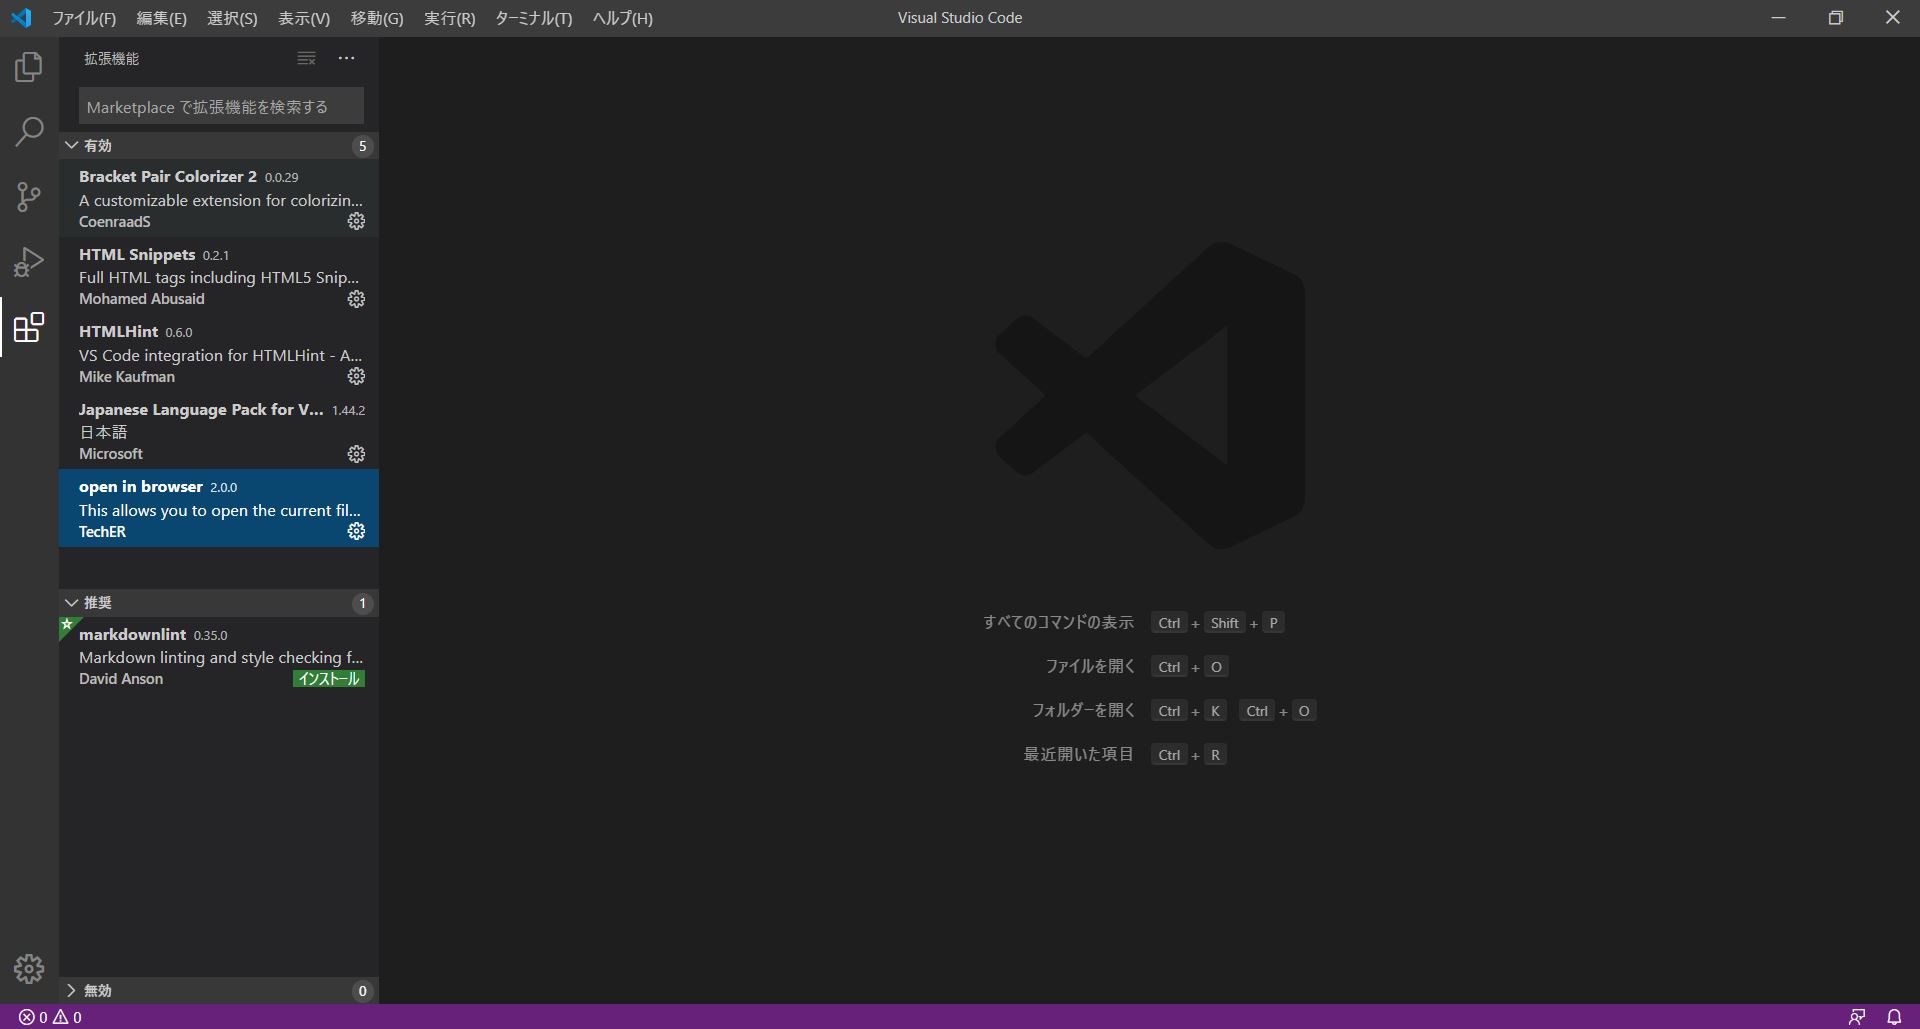 ファイル(F) 編集(E) 選択(S) 表示(V) 移動(G) 実行(R) ターミナル(T) ヘルプ(H) Visual Studio Code
拡張機能
Marketplace で拡張機能を検索する
有効 5
Bracket Pair Colorizer 2 0.0.29
A customizable extension for colorizin...
CoenraadS
HTML Snippets 0.2.1
Full HTML tags including HTML5 Snip...
Mohamed Abusaid
HTMLHint 0.6.0
VS Code integration for HTMLHint - A...
Mike Kaufman
Japanese Language Pack for V... 1.44.2
日本語
Microsoft
open in browser 2.0.0
This allows you to open the current fil...
TechER
推奨 1
markdownlint 0.35.0
Markdown linting and style checking f...
David Anson インストール
無効 0
すべてのコマンドの表示 Ctrl + Shift + P
ファイルを開く Ctrl + O
フォルダーを開く Ctrl + K Ctrl + O
最近開いた項目 Ctrl + R
0 0